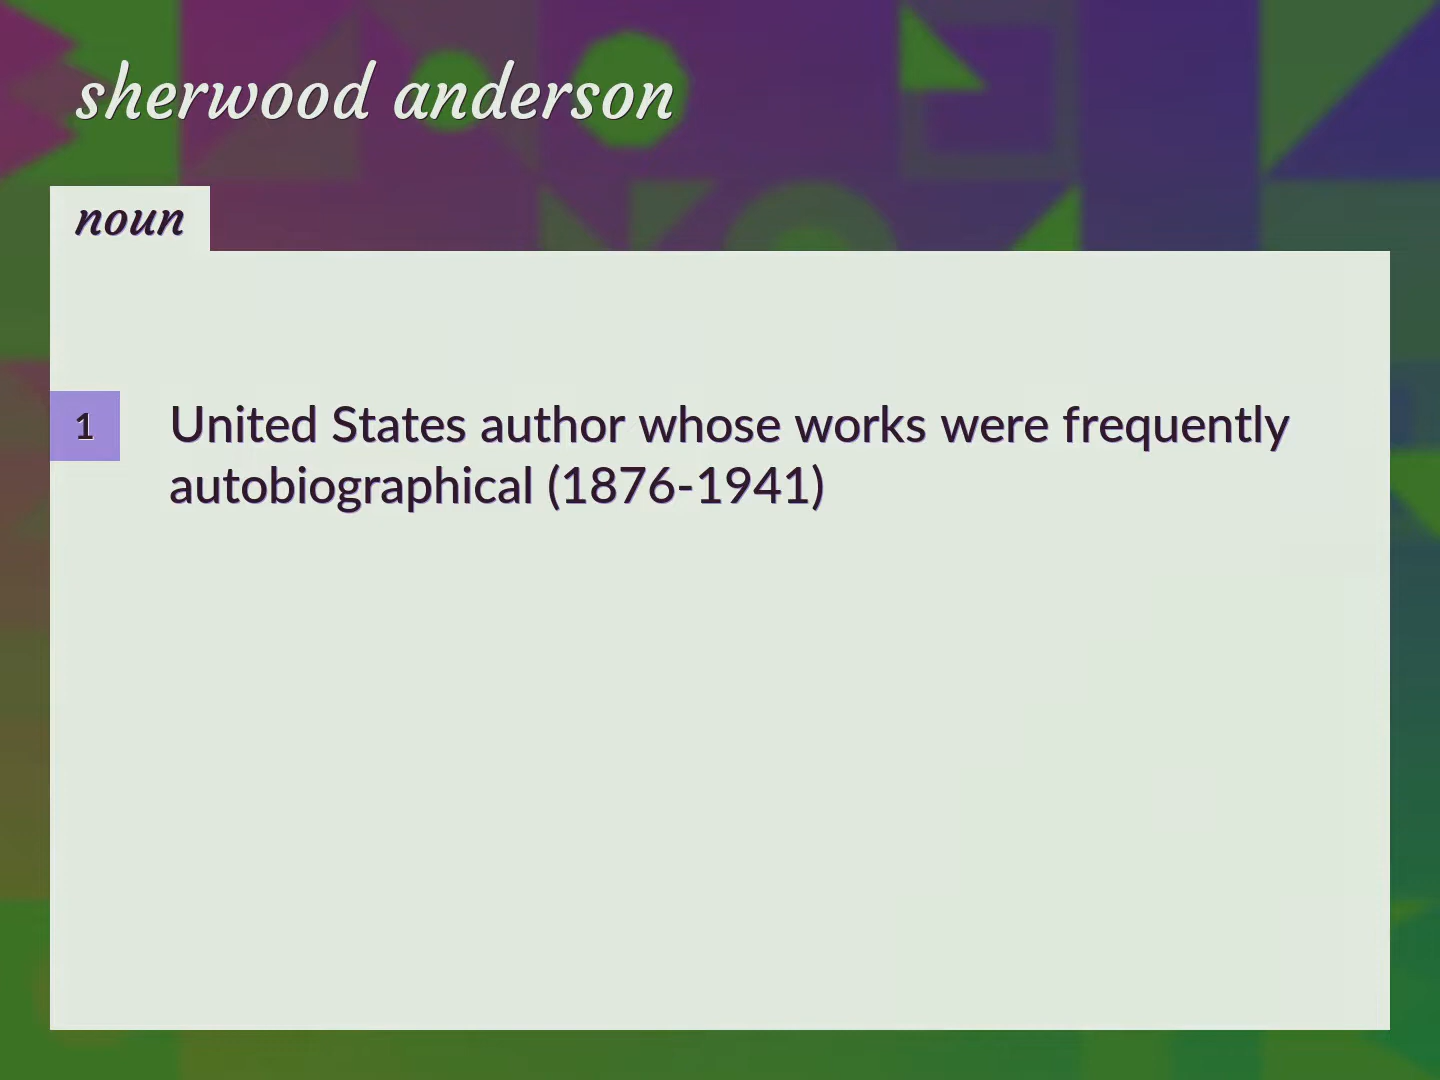 sherwood anderson
noun
1
United States author whose works were frequently
autobiographical (1876-1941)